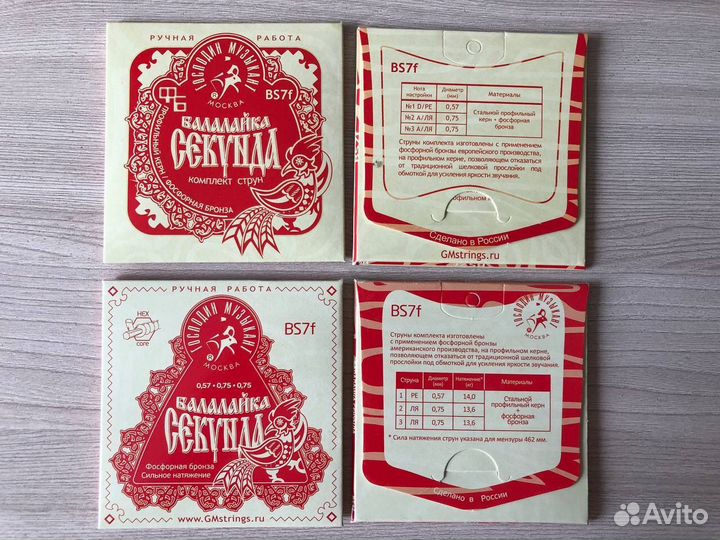 РУЧНАЯ РАБОТА
ГОСПОДИН МУЗЫКАНТ
МОСКВА
ФБ
BS7f
ПРОФИЛЬНЫЙ КЕРН
ФОСФОРНАЯ БРОНЗА
БАЛАЛАЙКА
СЕКУНДА
КОМПЛЕКТ СТРУН
BS7f
Нота настройки Диаметр (мм) Материалы
№1 D/РЕ 0,57 Стальной профильный керн + фосфорная бронза
№2 А/ЛЯ 0,75
№3 А/ЛЯ 0,75
Струны комплекта изготовлены с применением
фосфорной бронзы европейского производства,
на профильном керне, позволяющем отказаться
от традиционной шелковой прослойки под
обмоткой для усиления яркости звучания.
Сделано в России
GMstrings.ru
РУЧНАЯ РАБОТА
HEX
core
ГОСПОДИН МУЗЫКАНТ
МОСКВА
BS7f
0,57 • 0,75 • 0,75
БАЛАЛАЙКА
СЕКУНДА
Фосфорная бронза
Сильное натяжение
www.GMstrings.ru
BS7f
ГОСПОДИН МУЗЫКАНТ
МОСКВА
Струны комплекта изготовлены
с применением фосфорной бронзы
американского производства, на профильном керне,
позволяющем отказаться от традиционной шелковой
прослойки под обмоткой для усиления яркости звучания.
Струна Диаметр (мм) Натяжение* (кг) Материалы
1 РЕ 0,57 14,0 Стальной профильный керн + фосфорная бронза
2 ЛЯ 0,75 13,6
3 ЛЯ 0,75 13,6
* Сила натяжения струн указана для мензуры 462 мм.
Сделано в России
Avito